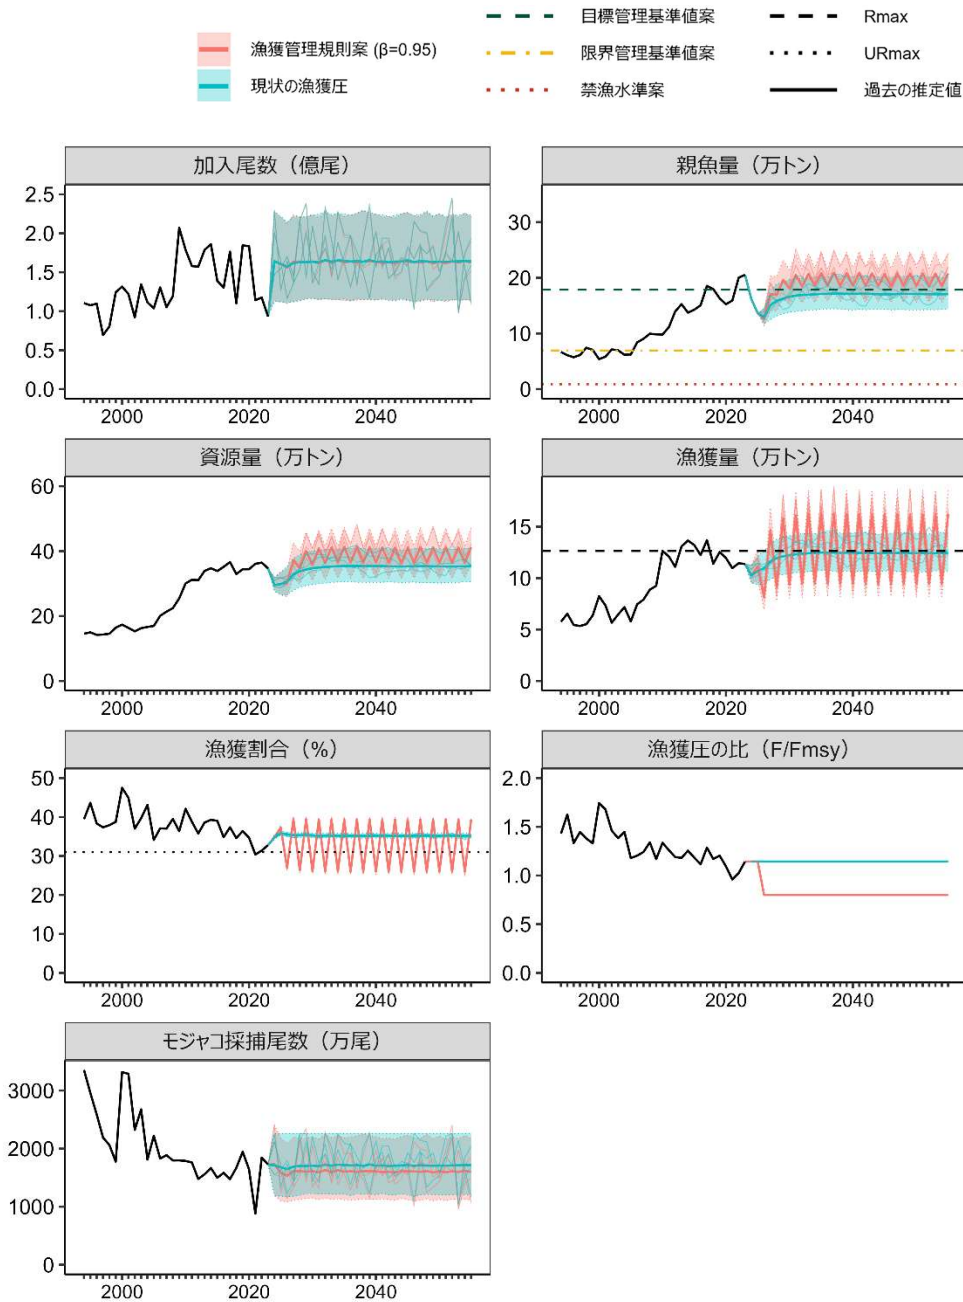 漁獲管理規則案 (β=0.95)
現状の漁獲圧
目標管理基準値案
限界管理基準値案
禁漁水準案
Rmax
URmax
過去の推定値
加入尾数（億尾）
2.5
2.0
1.5
1.0
0.5
0.0
2000 2020 2040
親魚量（万トン）
30
20
10
0
2000 2020 2040
資源量（万トン）
60
40
20
0
2000 2020 2040
漁獲量（万トン）
15
10
5
0
2000 2020 2040
漁獲割合（%）
50
40
30
20
10
0
2000 2020 2040
漁獲圧の比（F/Fmsy）
2.0
1.5
1.0
0.5
0.0
2000 2020 2040
モジャコ採捕尾数（万尾）
3000
2000
1000
0
2000 2020 2040